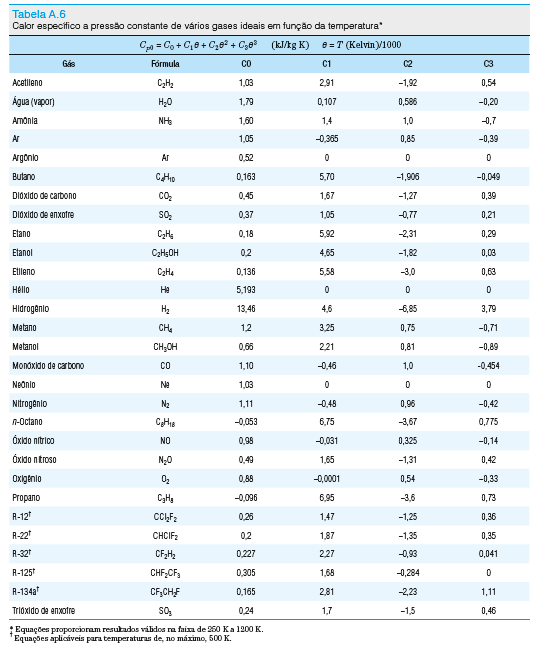 Tabela A.6
Calor específico a pressão constante de vários gases ideais em função da temperatura*
Cp0 = C0 + C1θ + C2θ² + C3θ³ (kJ/kg K) θ = T (Kelvin)/1000
Gás Fórmula C0 C1 C2 C3
Acetileno C₂H₂ 1,03 2,91 −1,92 0,54
Água (vapor) H₂O 1,79 0,107 0,586 −0,20
Amônia NH₃ 1,60 1,4 1,0 −0,7
Ar 1,05 −0,365 0,85 −0,39
Argônio Ar 0,52 0 0 0
Butano C₄H₁₀ 0,163 5,70 −1,906 −0,049
Dióxido de carbono CO₂ 0,45 1,67 −1,27 0,39
Dióxido de enxofre SO₂ 0,37 1,05 −0,77 0,21
Etano C₂H₆ 0,18 5,92 −2,31 0,29
Etanol C₂H₅OH 0,2 4,65 −1,82 0,03
Etileno C₂H₄ 0,136 5,58 −3,0 0,63
Hélio He 5,193 0 0 0
Hidrogênio H₂ 13,46 4,6 −6,85 3,79
Metano CH₄ 1,2 3,25 0,75 −0,71
Metanol CH₃OH 0,66 2,21 0,81 −0,89
Monóxido de carbono CO 1,10 −0,46 1,0 −0,454
Neônio Ne 1,03 0 0 0
Nitrogênio N₂ 1,11 −0,48 0,96 −0,42
n-Octano C₈H₁₈ −0,053 6,75 −3,67 0,775
Óxido nítrico NO 0,98 −0,031 0,325 −0,14
Óxido nitroso N₂O 0,49 1,65 −1,31 0,42
Oxigênio O₂ 0,88 −0,0001 0,54 −0,33
Propano C₃H₈ −0,096 6,95 −3,6 0,73
R-12† CCl₂F₂ 0,26 1,47 −1,25 0,36
R-22† CHClF₂ 0,2 1,87 −1,35 0,35
R-32† CF₂H₂ 0,227 2,27 −0,93 0,041
R-125† CHF₂CF₃ 0,305 1,68 −0,284 0
R-134a† CF₃CH₂F 0,165 2,81 −2,23 1,11
Trióxido de enxofre SO₃ 0,24 1,7 −1,5 0,46
* Equações proporcionam resultados válidos na faixa de 250 K a 1200 K.
† Equações aplicáveis para temperaturas de, no máximo, 500 K.